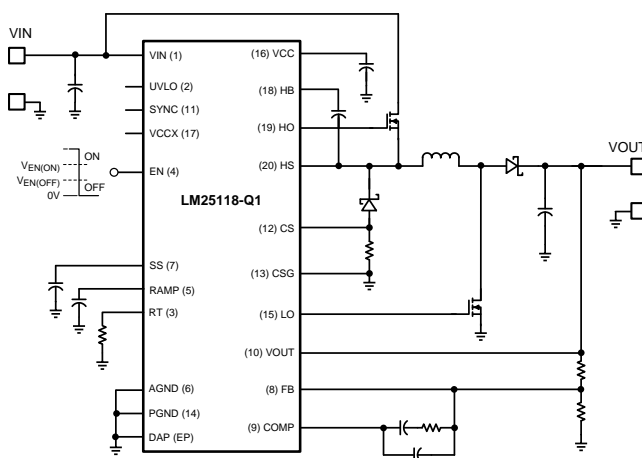 VIN
VIN (1)
UVLO (2)
SYNC (11)
VCCX (17)
ON
VEN(ON)
VEN(OFF)
OFF
0V
EN (4)
LM25118-Q1
SS (7)
RAMP (5)
RT (3)
AGND (6)
PGND (14)
DAP (EP)
(16) VCC
(18) HB
(19) HO
(20) HS
(12) CS
(13) CSG
(15) LO
(10) VOUT
(8) FB
(9) COMP
VOUT